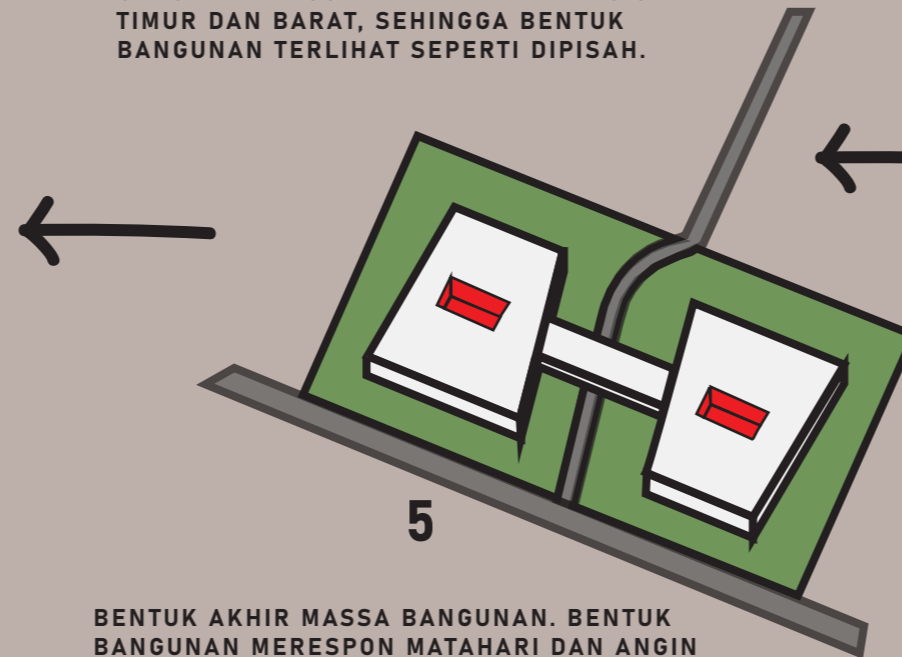 TIMUR DAN BARAT, SEHINGGA BENTUK
BANGUNAN TERLIHAT SEPERTI DIPISAH.
5
BENTUK AKHIR MASSA BANGUNAN. BENTUK
BANGUNAN MERESPON MATAHARI DAN ANGIN